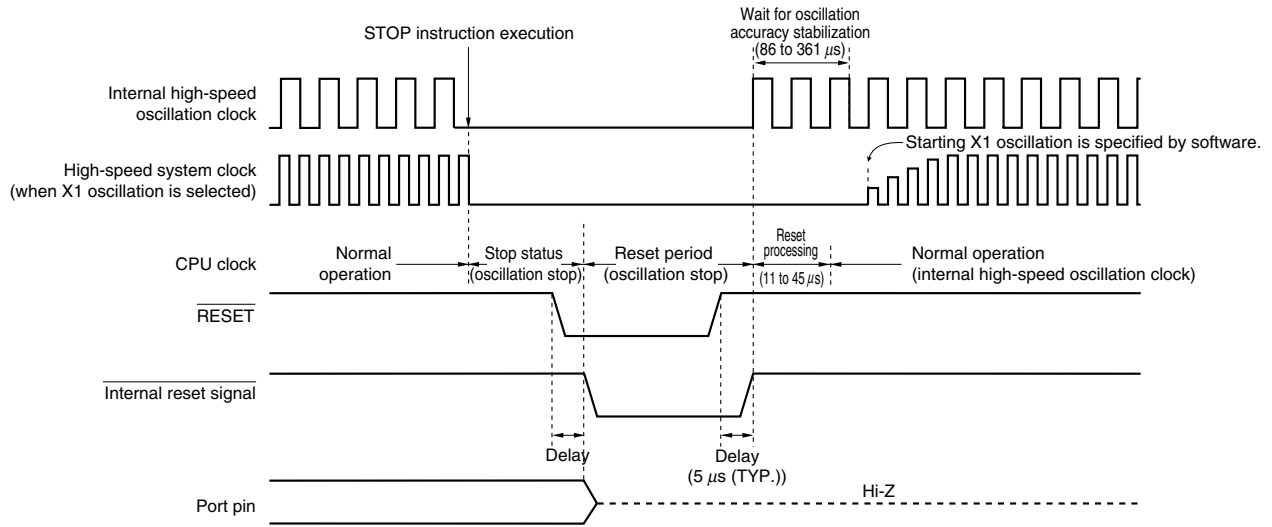 Wait for oscillation
accuracy stabilization
(86 to 361 μs)
STOP instruction execution
Internal high-speed
oscillation clock
Starting X1 oscillation is specified by software.
High-speed system clock
(when X1 oscillation is selected)
CPU clock
Normal
operation
Stop status
(oscillation stop)
Reset period
(oscillation stop)
Reset
processing
(11 to 45 μs)
Normal operation
(internal high-speed oscillation clock)
RESET
Internal reset signal
Delay
Delay
(5 μs (TYP.))
Port pin
Hi-Z